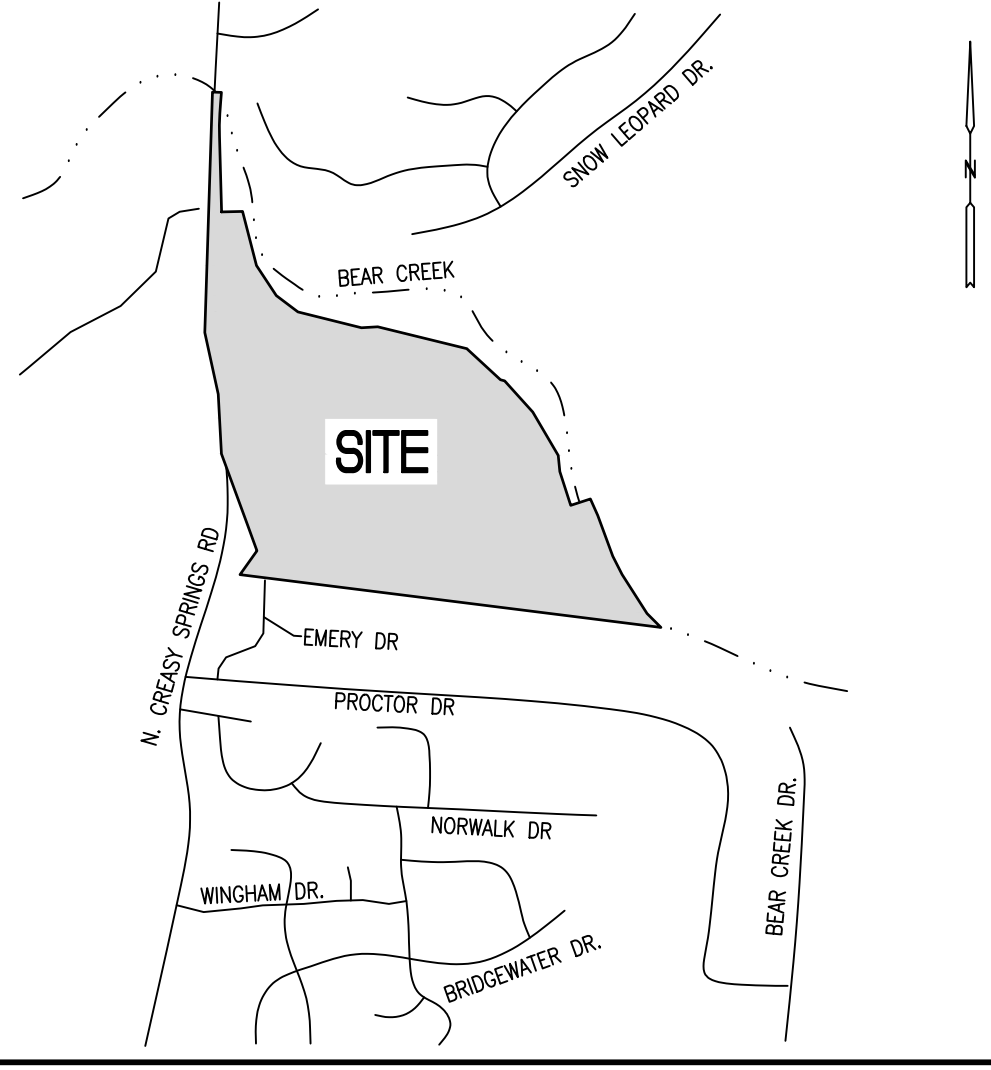 SNOW LEOPARD DR.
N
BEAR CREEK
SITE
N. CREASY SPRINGS RD
EMERY DR
PROCTOR DR
BEAR CREEK DR.
NORWALK DR
WINGHAM DR.
BRIDGEWATER DR.